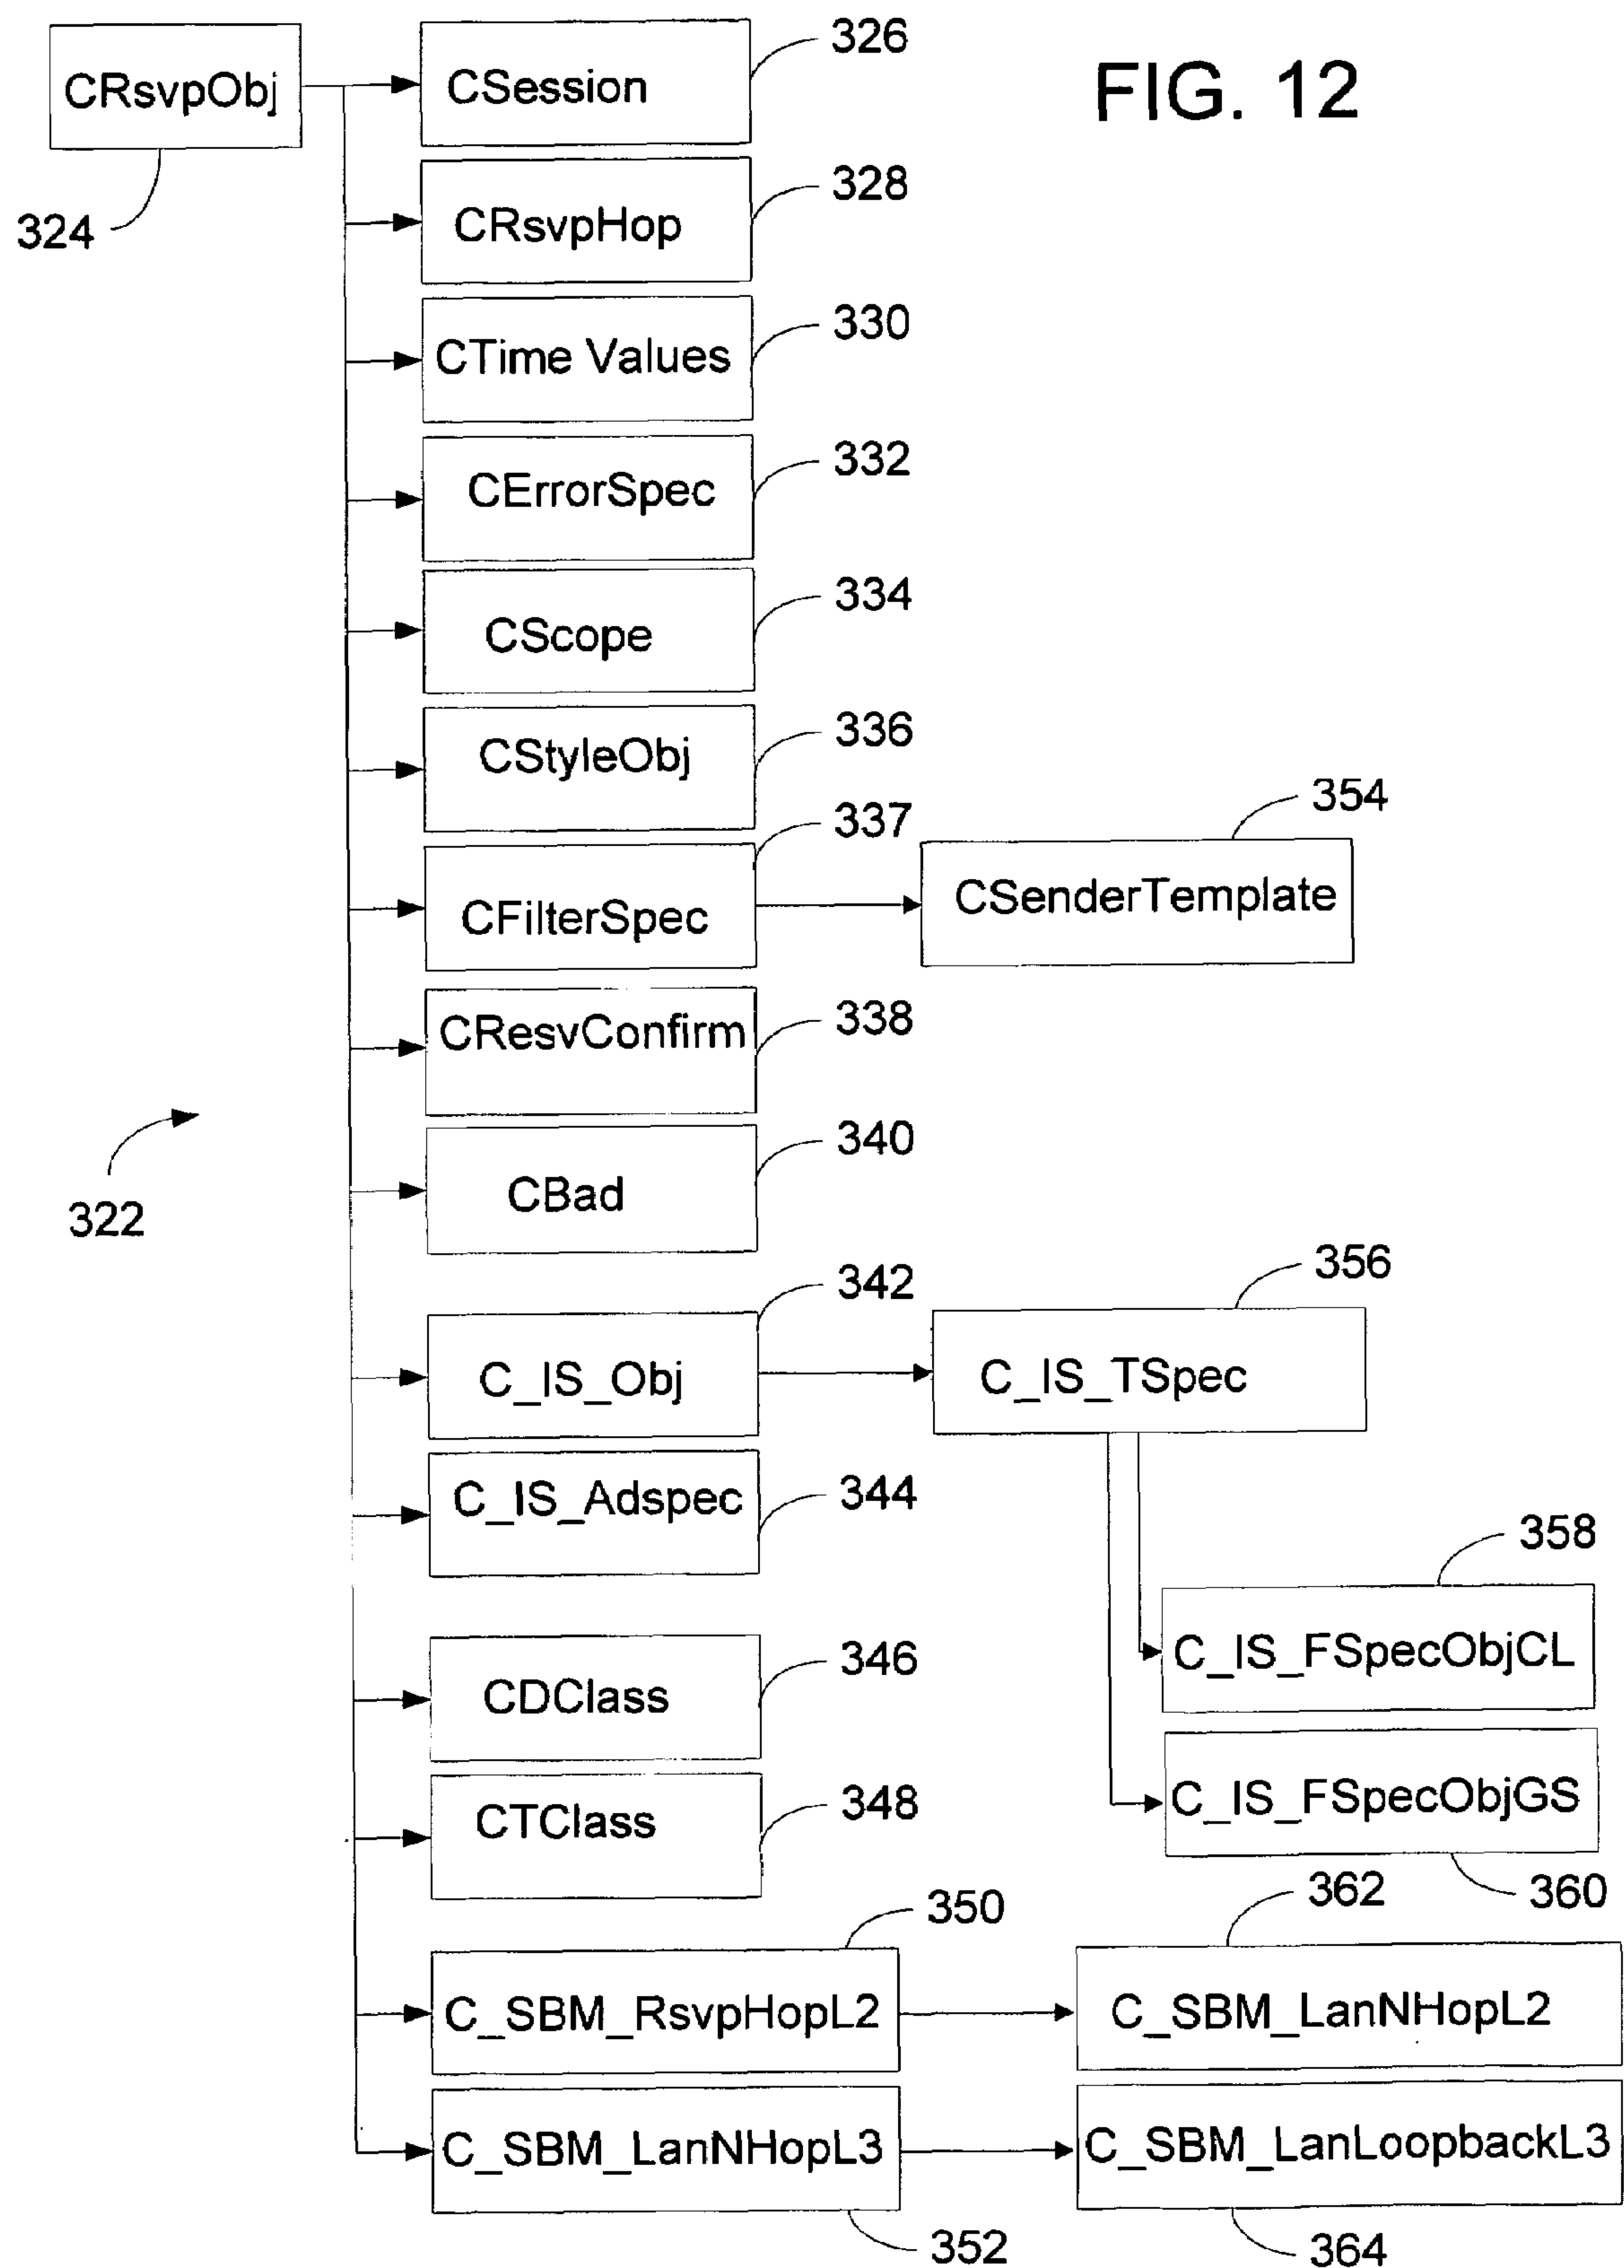 FIG. 12
CRsvpObj
324
CSession
326
CRsvpHop
328
CTime Values
330
CErrorSpec
332
CScope
334
CStyleObj
336
CFilterSpec
337
CSenderTemplate
354
CResvConfirm
338
CBad
340
322
C_IS_Obj
342
C_IS_TSpec
356
C_IS_Adspec
344
C_IS_FSpecObjCL
358
CDClass
346
C_IS_FSpecObjGS
360
CTClass
348
C_SBM_RsvpHopL2
350
C_SBM_LanNHopL2
362
C_SBM_LanNHopL3
352
C_SBM_LanLoopbackL3
364